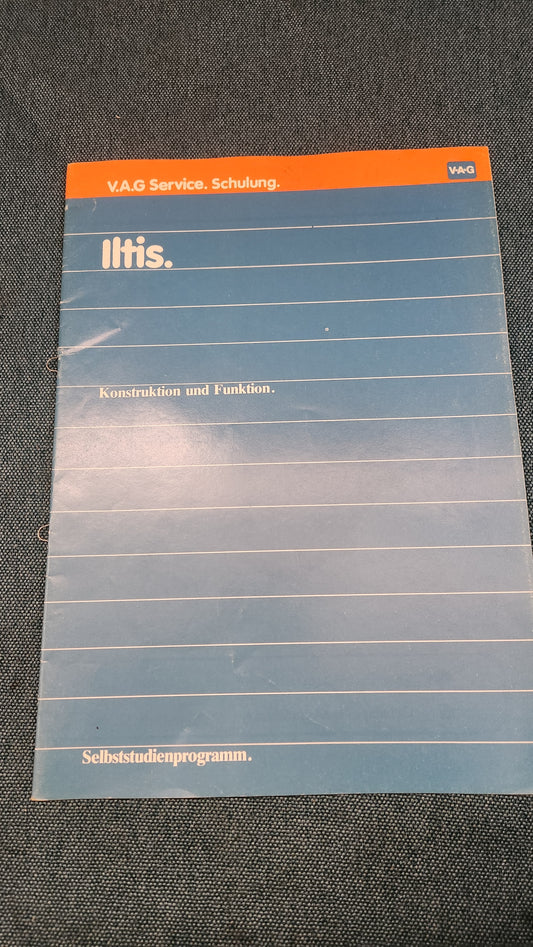 V.A.G Service. Schulung.
V·A·G
Iltis.
Konstruktion und Funktion.
Selbststudienprogramm.